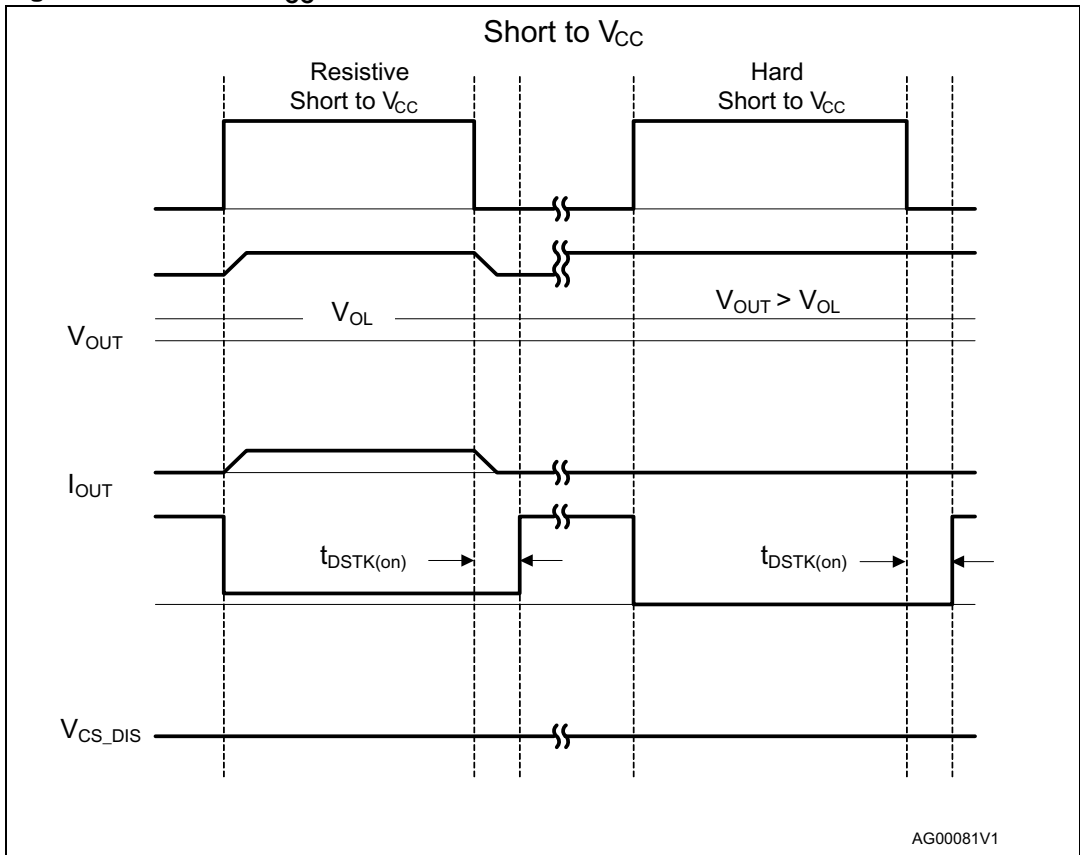 Short to VCC
Resistive
Short to VCC
Hard
Short to VCC
VOL
VOUT > VOL
VOUT
IOUT
tDSTK(on)
tDSTK(on)
VCS_DIS
AG00081V1